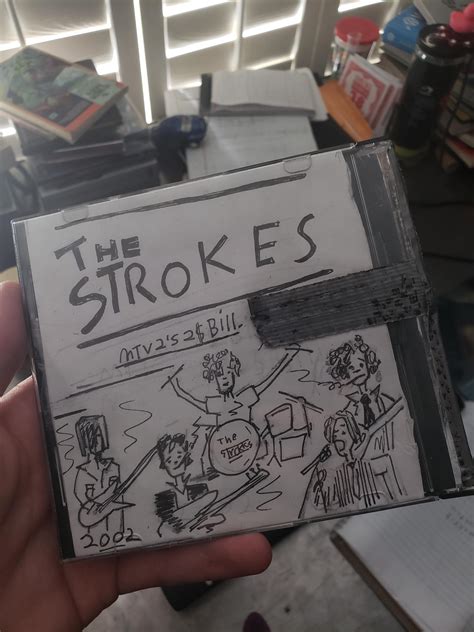 THE
STROKES
MTV2's 2$ Bill.
The
STROKES
2002